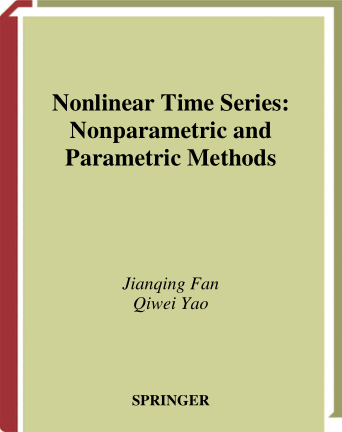 Nonlinear Time Series:
Nonparametric and
Parametric Methods
Jianqing Fan
Qiwei Yao
SPRINGER